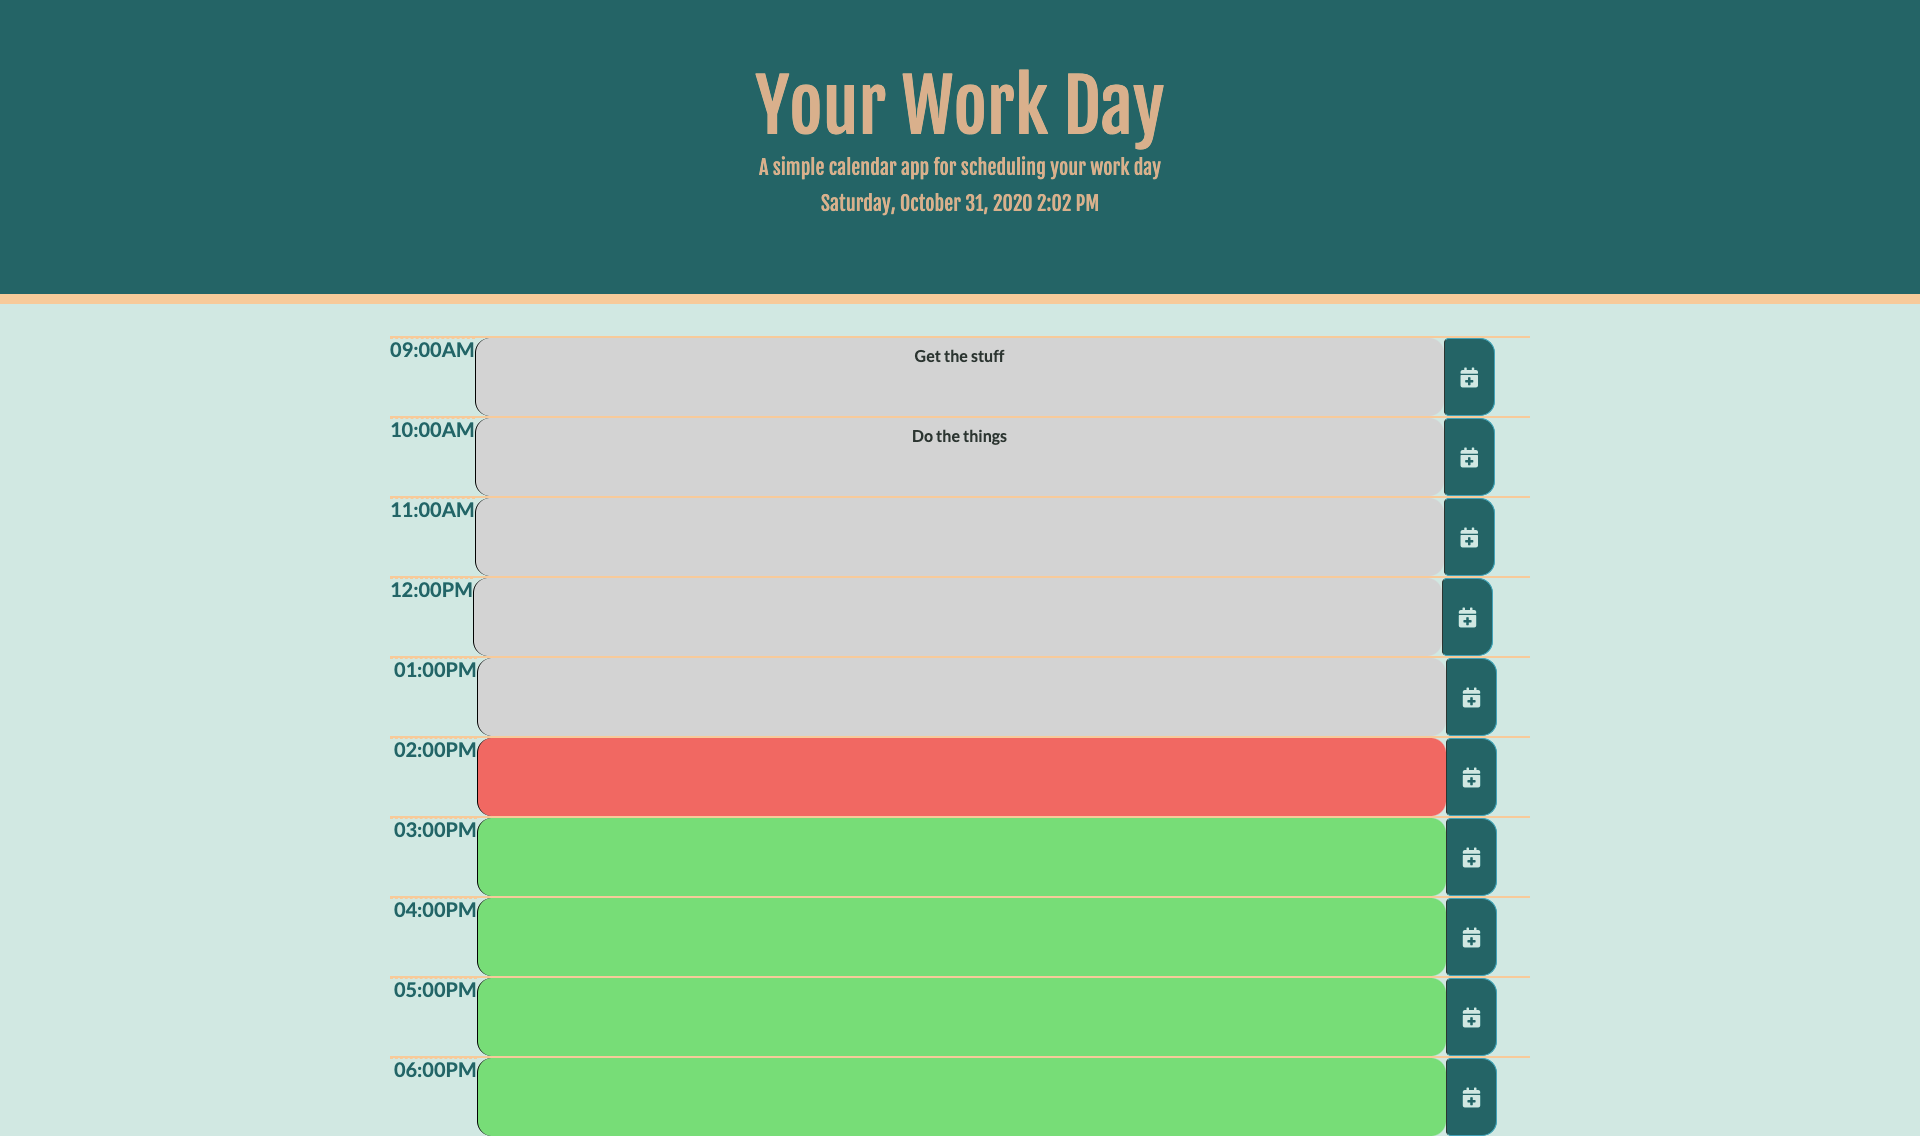 Your Work Day
A simple calendar app for scheduling your work day
Saturday, October 31, 2020 2:02 PM
09:00AM Get the stuff
10:00AM Do the things
11:00AM
12:00PM
01:00PM
02:00PM
03:00PM
04:00PM
05:00PM
06:00PM